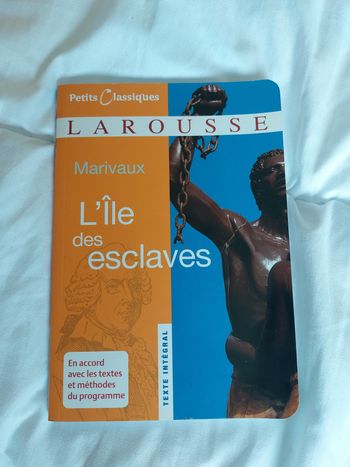 Petits Classiques
LAROUSSE
Marivaux
L'Île
des
esclaves
En accord
avec les textes
et méthodes
du programme
TEXTE INTÉGRAL